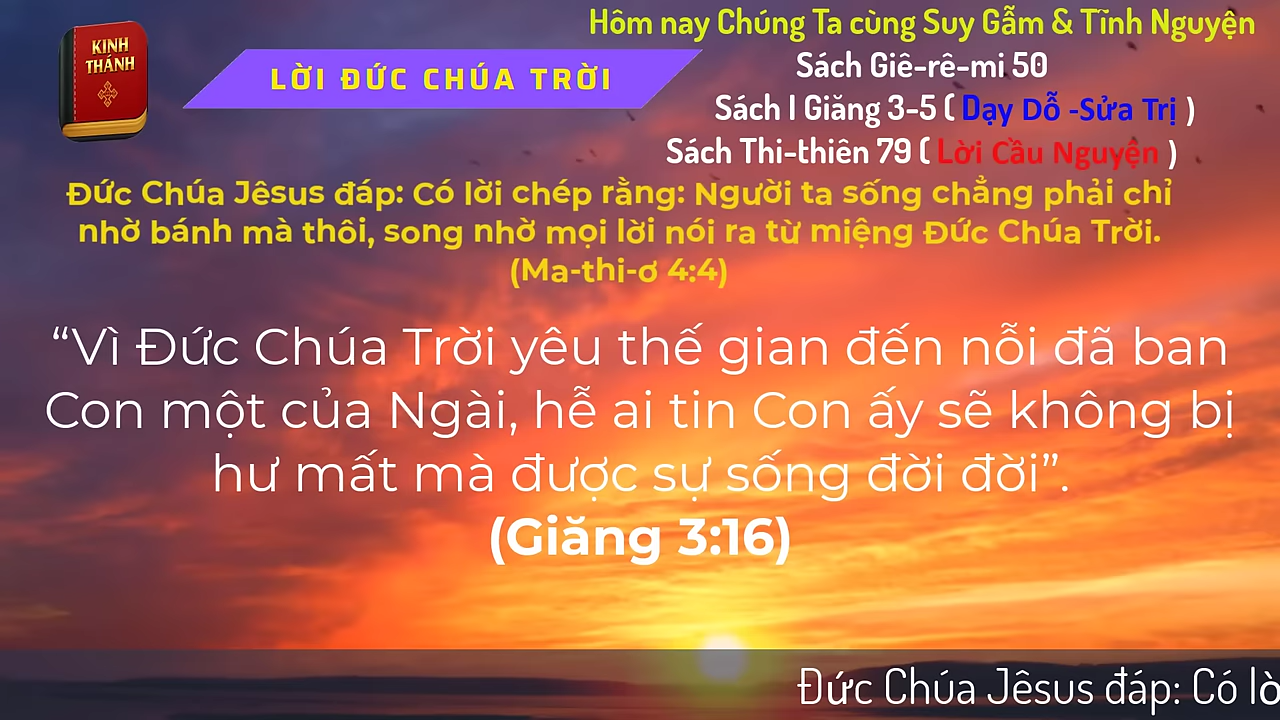 KINH
THÁNH
LỜI ĐỨC CHÚA TRỜI
Hôm nay Chúng Ta cùng Suy Gẫm & Tĩnh Nguyện
Sách Giê-rê-mi 50
Sách I Giăng 3-5 ( Dạy Dỗ -Sửa Trị )
Sách Thi-thiên 79 ( Lời Cầu Nguyện )
Đức Chúa Jêsus đáp: Có lời chép rằng: Người ta sống chẳng phải chỉ
nhờ bánh mà thôi, song nhờ mọi lời nói ra từ miệng Đức Chúa Trời.
(Ma-thi-ơ 4:4)
“Vì Đức Chúa Trời yêu thế gian đến nỗi đã ban
Con một của Ngài, hễ ai tin Con ấy sẽ không bị
hư mất mà được sự sống đời đời”.
(Giăng 3:16)
Đức Chúa Jêsus đáp: Có lờ